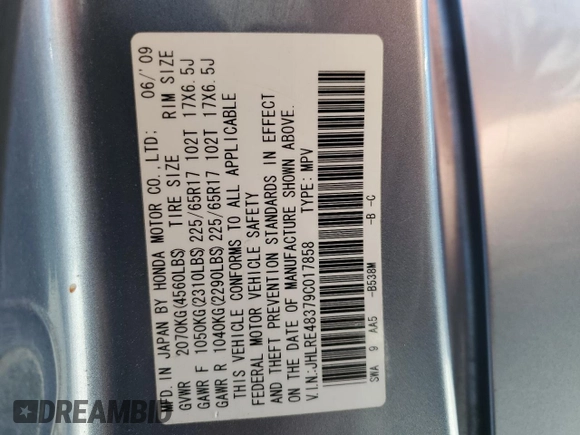 MFD. IN JAPAN BY HONDA MOTOR CO., LTD: 06/'09
GVWR 2070KG(4560LBS) TIRE SIZE RIM SIZE
GAWR F 1050KG(2310LBS) 225/65R17 102T 17X6.5J
GAWR R 1040KG(2290LBS) 225/65R17 102T 17X6.5J
THIS VEHICLE CONFORMS TO ALL APPLICABLE
FEDERAL MOTOR VEHICLE SAFETY
AND THEFT PREVENTION STANDARDS IN EFFECT
ON THE DATE OF MANUFACTURE SHOWN ABOVE.
V.I.N.:JHLRE48379C017858 TYPE: MPV
SWA 9 AA5 -B538M -B -C
DREAMBID